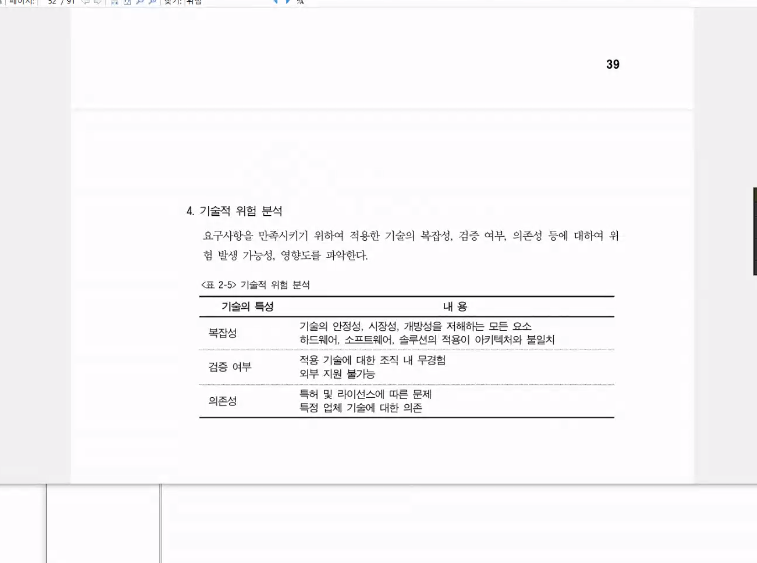 52 / 91
39
4. 기술적 위험 분석
요구사항을 만족시키기 위하여 적용한 기술의 복잡성, 검증 여부, 의존성 등에 대하여 위
험 발생 가능성, 영향도를 파악한다.
<표 2-5> 기술적 위험 분석
기술의 특성 내 용
복잡성 기술의 안정성, 시장성, 개방성을 저해하는 모든 요소
하드웨어, 소프트웨어, 솔루션의 적용이 아키텍처와 불일치
검증 여부 적용 기술에 대한 조직 내 무경험
외부 지원 불가능
의존성 특허 및 라이선스에 따른 문제
특정 업체 기술에 대한 의존